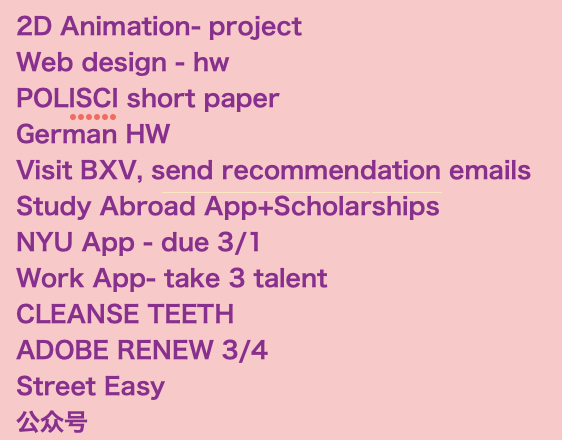 2D Animation- project
Web design - hw
POLISCI short paper
German HW
Visit BXV, send recommendation emails
Study Abroad App+Scholarships
NYU App - due 3/1
Work App- take 3 talent
CLEANSE TEETH
ADOBE RENEW 3/4
Street Easy
公众号